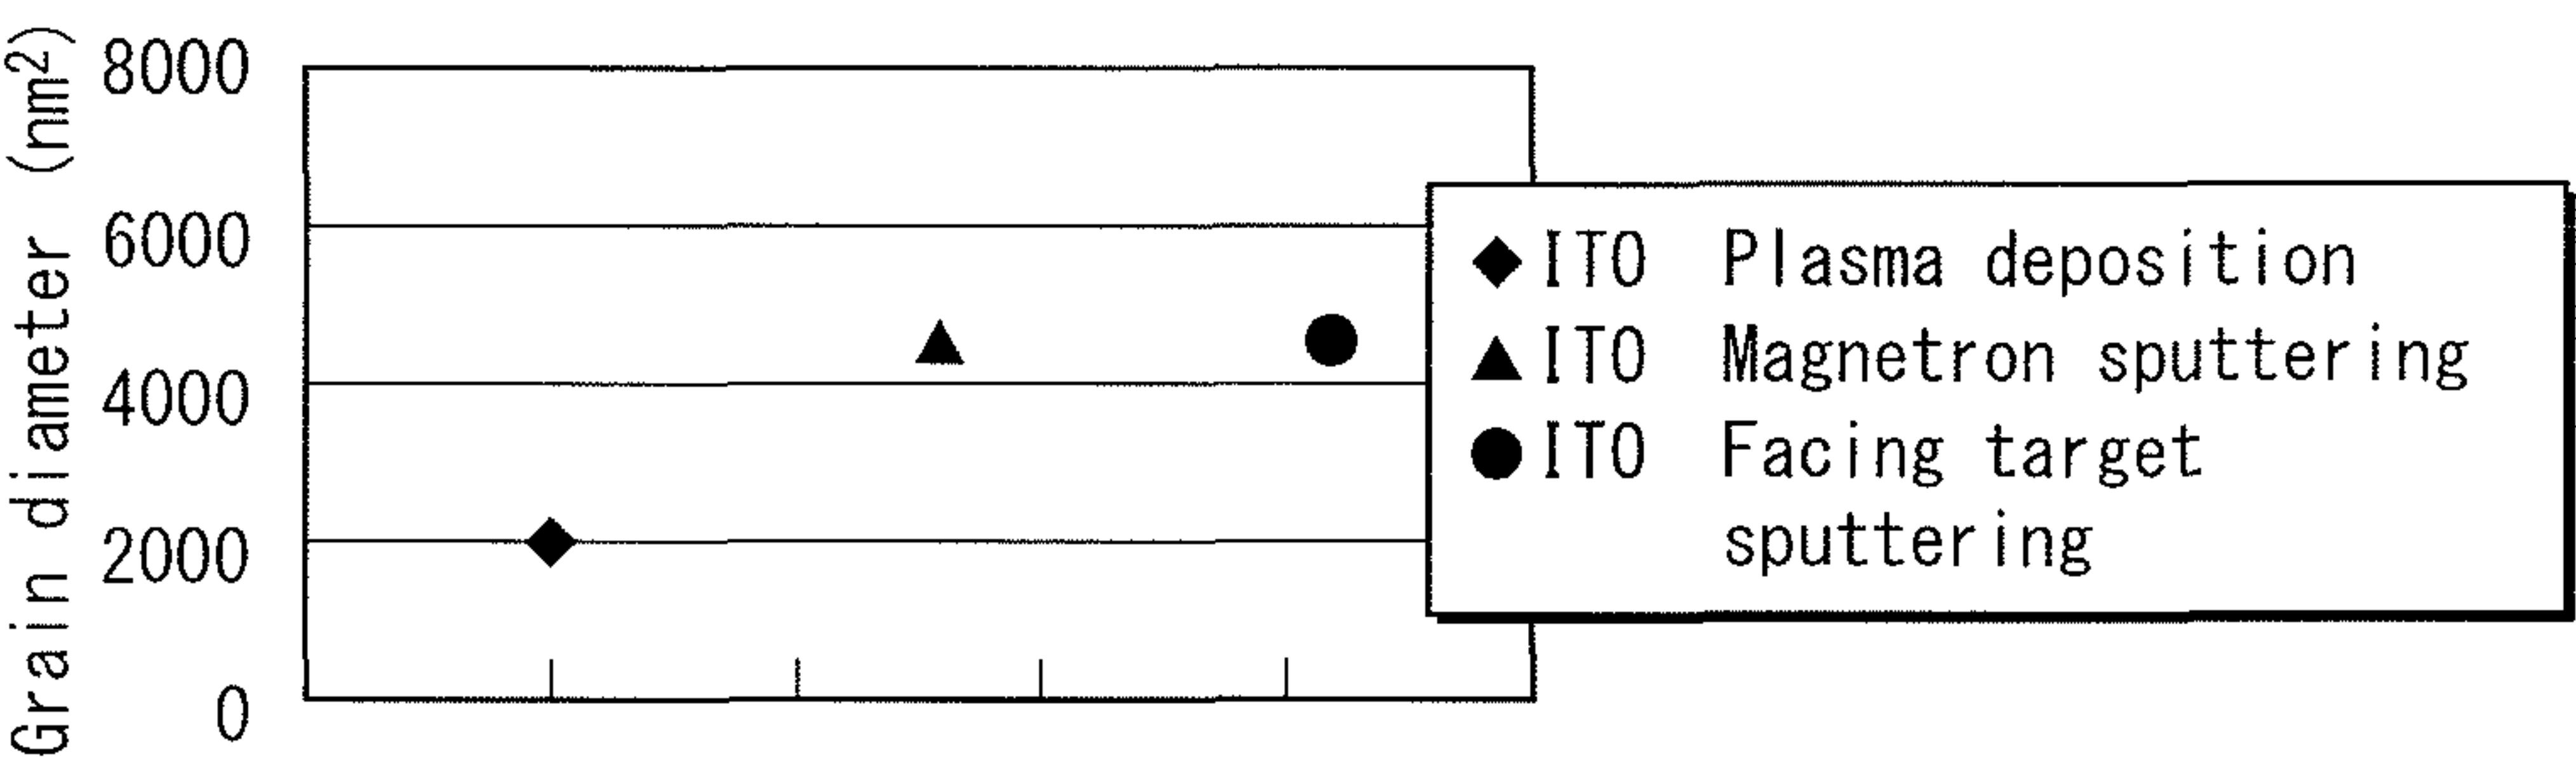 Grain diameter (nm²)
8000
6000
4000
2000
0
◆ITO Plasma deposition
▲ITO Magnetron sputtering
●ITO Facing target
sputtering